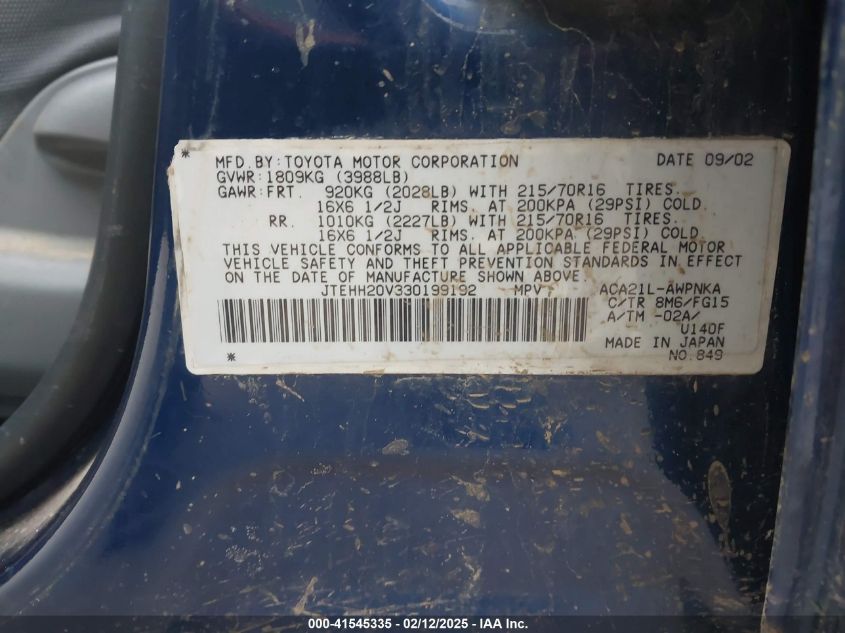 * MFD.BY:TOYOTA MOTOR CORPORATION DATE 09/02
GVWR:1809KG (3988LB)
GAWR:FRT. 920KG (2028LB) WITH 215/70R16 TIRES.
16X6 1/2J RIMS. AT 200KPA (29PSI) COLD.
RR. 1010KG (2227LB) WITH 215/70R16 TIRES.
16X6 1/2J RIMS. AT 200KPA (29PSI) COLD.
THIS VEHICLE CONFORMS TO ALL APPLICABLE FEDERAL MOTOR
VEHICLE SAFETY AND THEFT PREVENTION STANDARDS IN EFFECT
ON THE DATE OF MANUFACTURE SHOWN ABOVE.
JTEHH20V330199192 MPV ACA21L-AWPNKA
C/TR 8M6/FG15
A/TM -02A/
U140F
MADE IN JAPAN
* NO.849
000-41545335 - 02/12/2025 - IAA Inc.